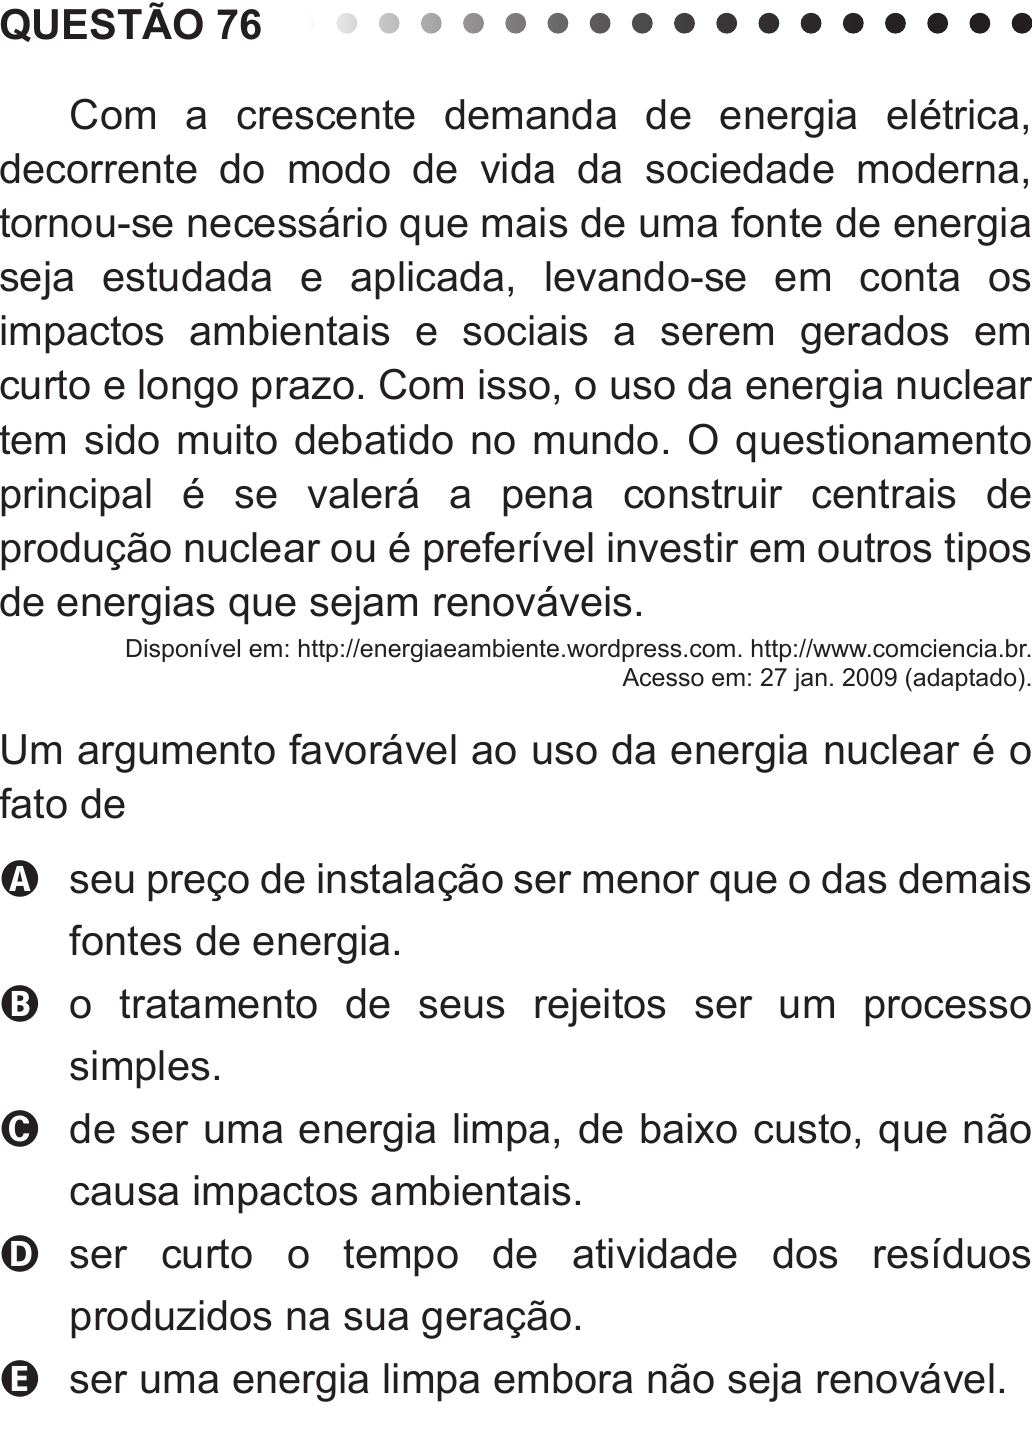 QUESTÃO 76
Com a crescente demanda de energia elétrica,
decorrente do modo de vida da sociedade moderna,
tornou-se necessário que mais de uma fonte de energia
seja estudada e aplicada, levando-se em conta os
impactos ambientais e sociais a serem gerados em
curto e longo prazo. Com isso, o uso da energia nuclear
tem sido muito debatido no mundo. O questionamento
principal é se valerá a pena construir centrais de
produção nuclear ou é preferível investir em outros tipos
de energias que sejam renováveis.
Disponível em: http://energiaeambiente.wordpress.com. http://www.comciencia.br.
Acesso em: 27 jan. 2009 (adaptado).
Um argumento favorável ao uso da energia nuclear é o
fato de
A seu preço de instalação ser menor que o das demais
fontes de energia.
B o tratamento de seus rejeitos ser um processo
simples.
C de ser uma energia limpa, de baixo custo, que não
causa impactos ambientais.
D ser curto o tempo de atividade dos resíduos
produzidos na sua geração.
E ser uma energia limpa embora não seja renovável.